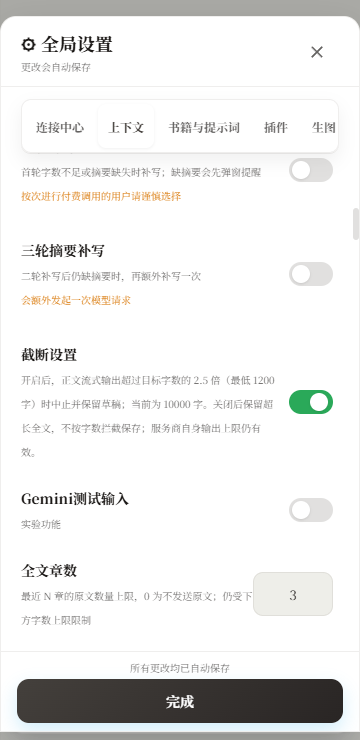 全局设置
更改会自动保存
连接中心 上下文 书籍与提示词 插件 生图
首轮字数不足或摘要缺失时补写；缺摘要会先弹窗提醒
按次进行付费调用的用户请谨慎选择
三轮摘要补写
二轮补写后仍缺摘要时，再额外补写一次
会额外发起一次模型请求
截断设置
开启后，正文流式输出超过目标字数的 2.5 倍（最低 1200
字）时中止并保留草稿；当前为 10000 字。关闭后保留超
长全文，不按字数拦截保存；服务商自身输出上限仍有
效。
Gemini测试输入
实验功能
全文章数
最近 N 章的原文数量上限，0 为不发送原文；仍受下
方字数上限限制
3
所有更改均已自动保存
完成